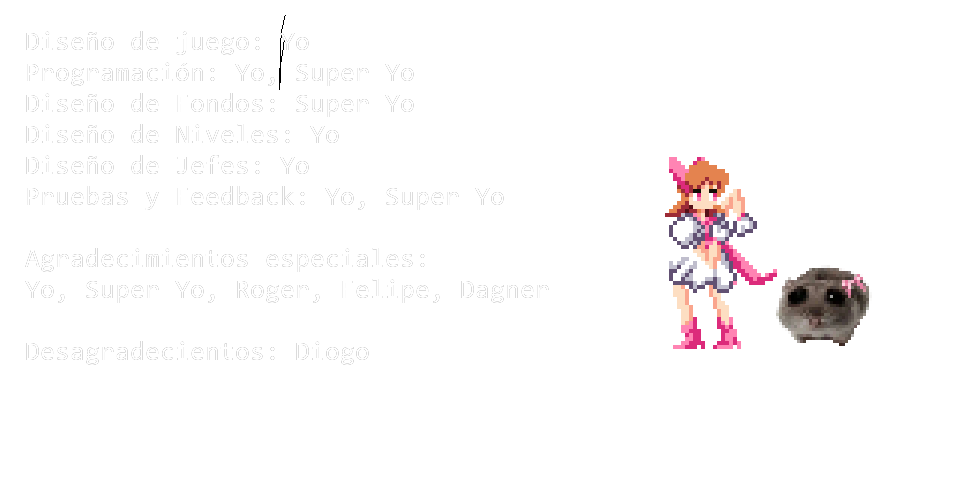 Diseño de juego: Yo
Programación: Yo, Super Yo
Diseño de Fondos: Super Yo
Diseño de Niveles: Yo
Diseño de Jefes: Yo
Pruebas y Feedback: Yo, Super Yo
Agradecimientos especiales:
Yo, Super Yo, Roger, Felipe, Dagner
Desagradecientos: Diogo